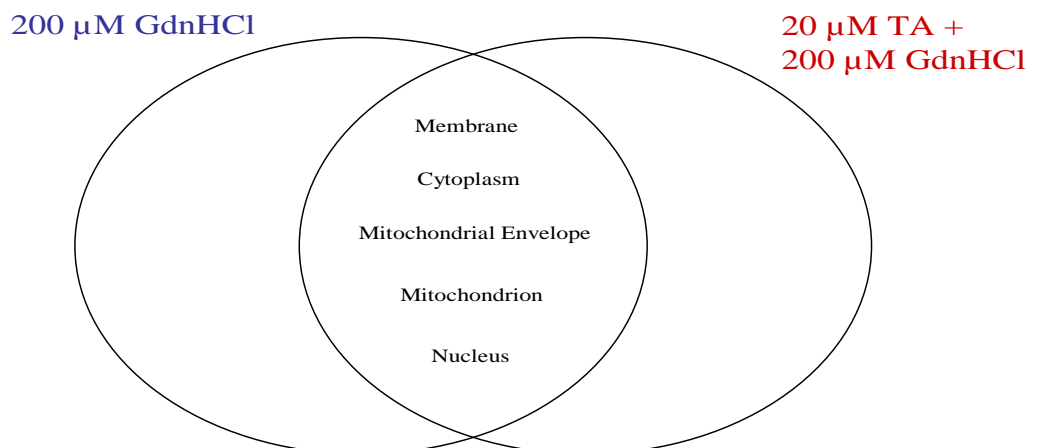 200 µM GdnHCl
20 µM TA +
200 µM GdnHCl
Membrane
Cytoplasm
Mitochondrial Envelope
Mitochondrion
Nucleus